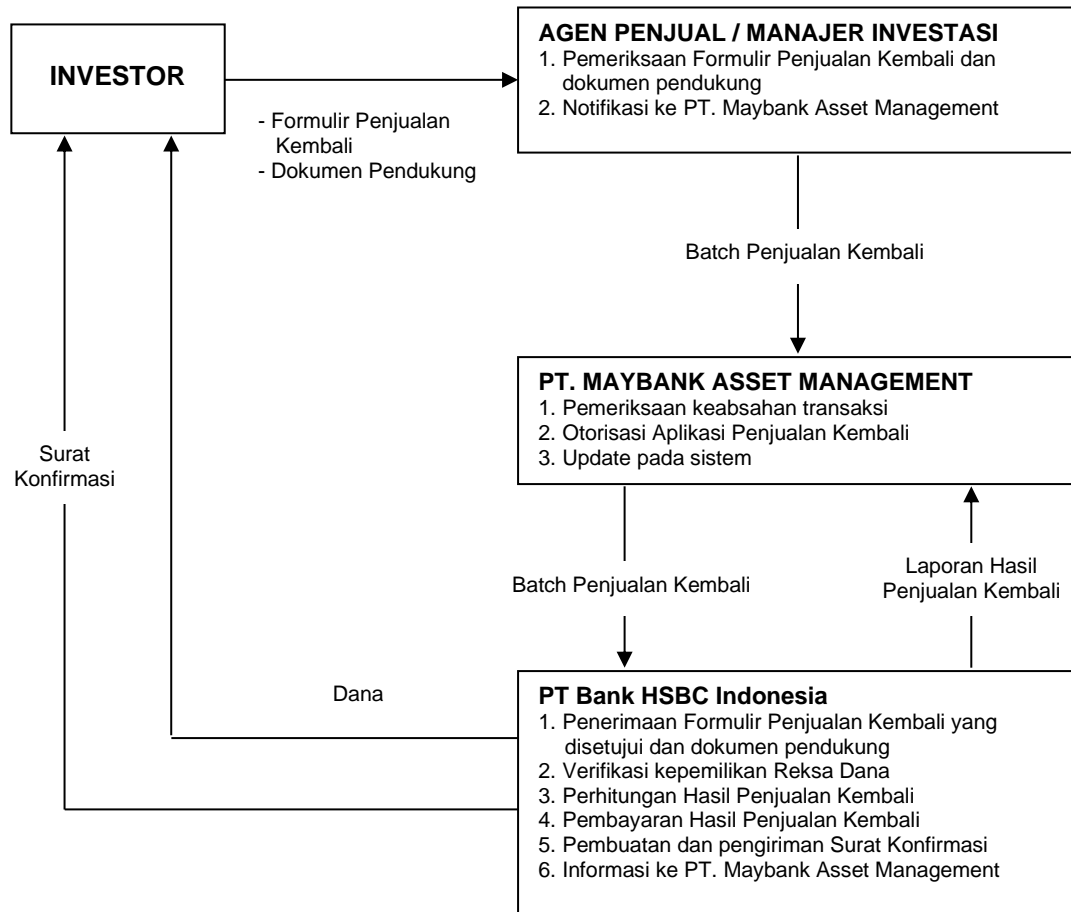 INVESTOR
AGEN PENJUAL / MANAJER INVESTASI
1. Pemeriksaan Formulir Penjualan Kembali dan
dokumen pendukung
2. Notifikasi ke PT. Maybank Asset Management
- Formulir Penjualan
Kembali
- Dokumen Pendukung
Batch Penjualan Kembali
PT. MAYBANK ASSET MANAGEMENT
1. Pemeriksaan keabsahan transaksi
2. Otorisasi Aplikasi Penjualan Kembali
3. Update pada sistem
Surat
Konfirmasi
Batch Penjualan Kembali
Laporan Hasil
Penjualan Kembali
Dana
PT Bank HSBC Indonesia
1. Penerimaan Formulir Penjualan Kembali yang
disetujui dan dokumen pendukung
2. Verifikasi kepemilikan Reksa Dana
3. Perhitungan Hasil Penjualan Kembali
4. Pembayaran Hasil Penjualan Kembali
5. Pembuatan dan pengiriman Surat Konfirmasi
6. Informasi ke PT. Maybank Asset Management